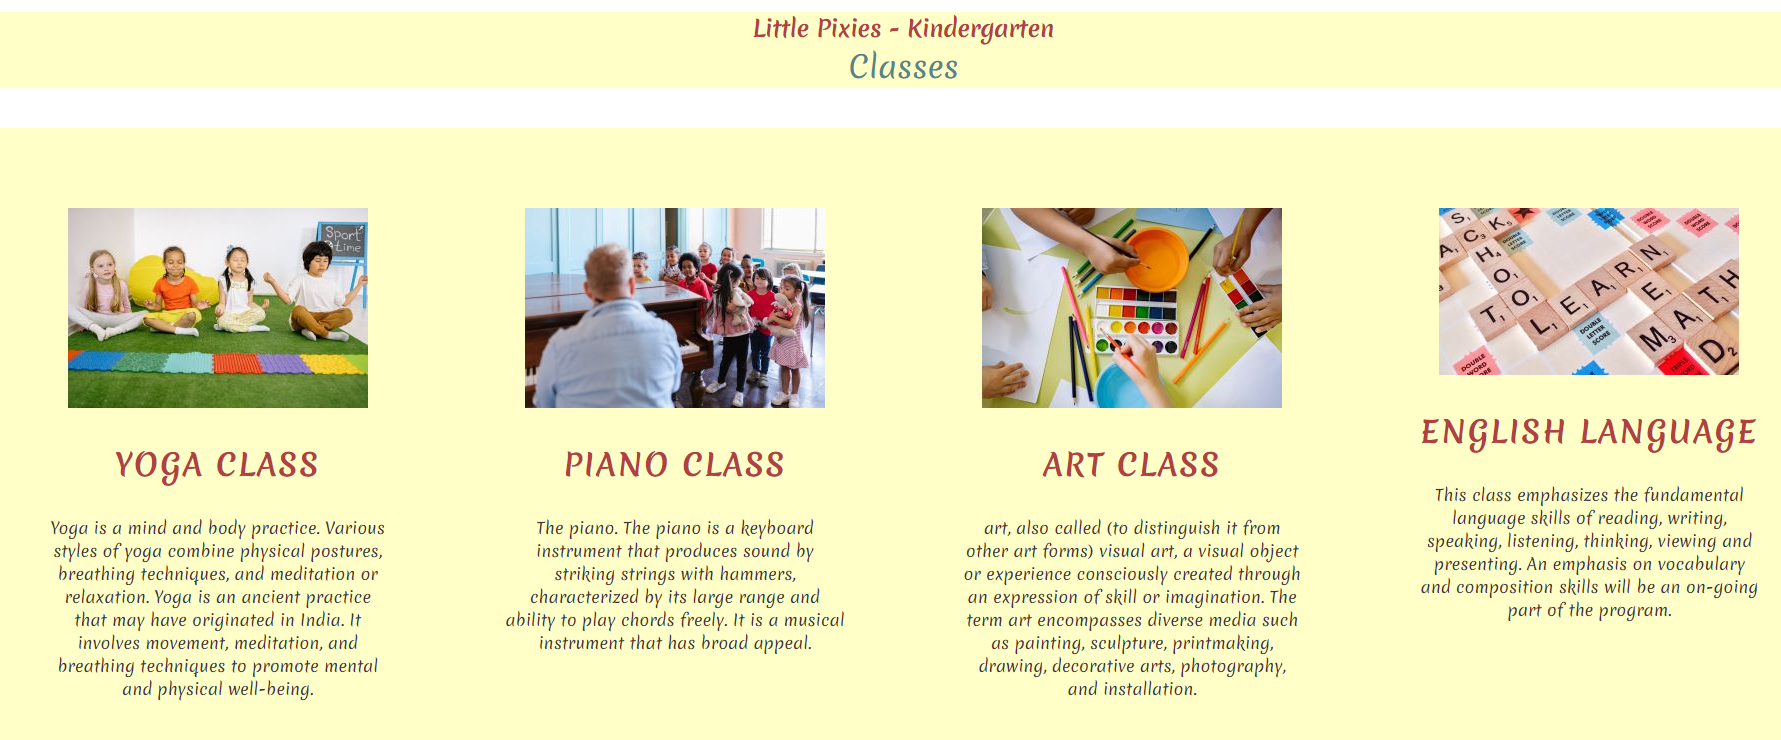 Little Pixies - Kindergarten
Classes
Sport
time
YOGA CLASS
Yoga is a mind and body practice. Various
styles of yoga combine physical postures,
breathing techniques, and meditation or
relaxation. Yoga is an ancient practice
that may have originated in India. It
involves movement, meditation, and
breathing techniques to promote mental
and physical well-being.
PIANO CLASS
The piano. The piano is a keyboard
instrument that produces sound by
striking strings with hammers,
characterized by its large range and
ability to play chords freely. It is a musical
instrument that has broad appeal.
ART CLASS
art, also called (to distinguish it from
other art forms) visual art, a visual object
or experience consciously created through
an expression of skill or imagination. The
term art encompasses diverse media such
as painting, sculpture, printmaking,
drawing, decorative arts, photography,
and installation.
TO LEARN
MATH
DOUBLE
LETTER
SCORE
ENGLISH LANGUAGE
This class emphasizes the fundamental
language skills of reading, writing,
speaking, listening, thinking, viewing and
presenting. An emphasis on vocabulary
and composition skills will be an on-going
part of the program.